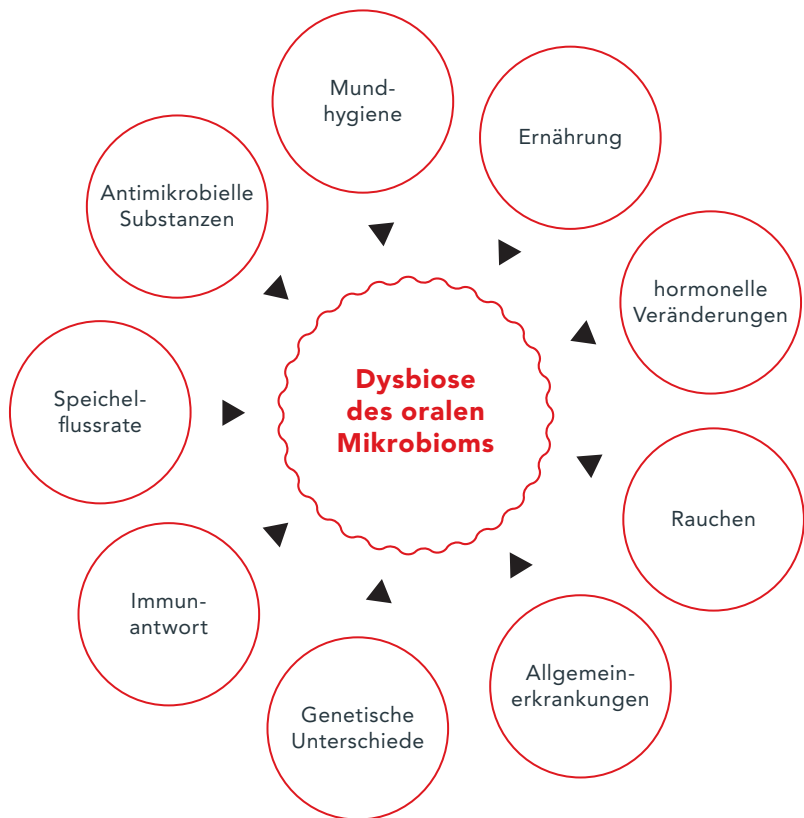 Mund-
hygiene
Ernährung
Antimikrobielle
Substanzen
hormonelle
Veränderungen
Dysbiose
des oralen
Mikrobioms
Speichel-
flussrate
Rauchen
Immun-
antwort
Allgemein-
erkrankungen
Genetische
Unterschiede